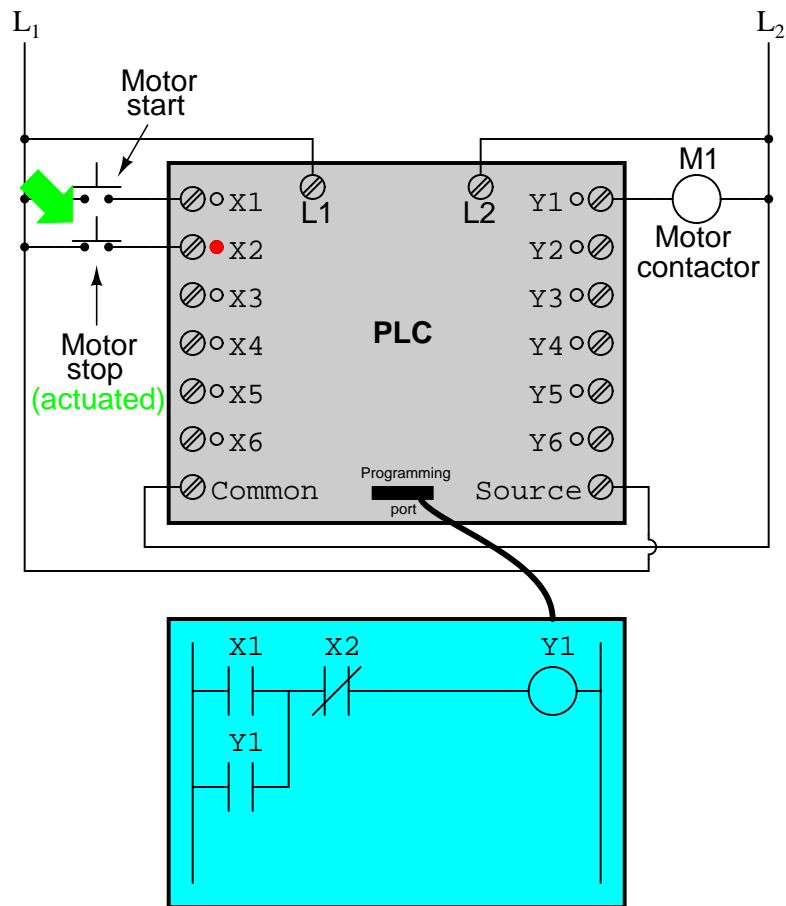 L1 L2
Motor
start
M1
X1 L1 L2 Y1
X2 Y2
Motor
contactor
X3 Y3
Motor
stop
(actuated)
X4 PLC Y4
X5 Y5
X6 Y6
Common Programming
port Source
X1 X2 Y1
Y1